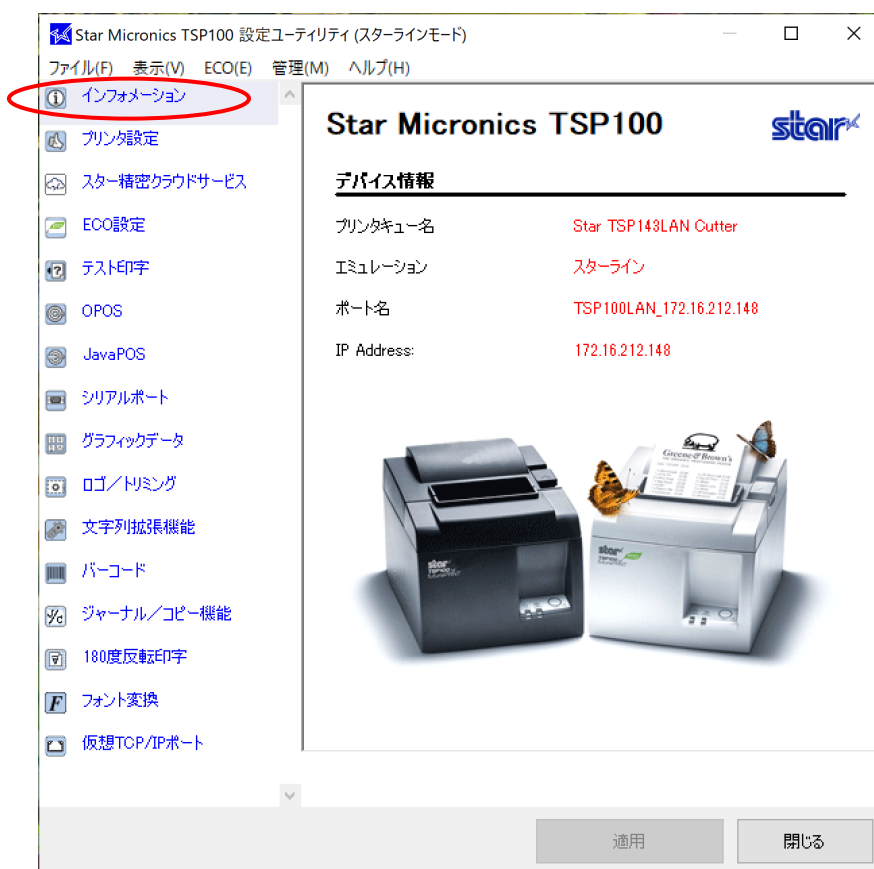 Star Micronics TSP100 設定ユーティリティ (スターラインモード)
ファイル(F) 表示(V) ECO(E) 管理(M) ヘルプ(H)
インフォメーション
プリンタ設定
スター精密クラウドサービス
ECO設定
テスト印字
OPOS
JavaPOS
シリアルポート
グラフィックデータ
ロゴ／トリミング
文字列拡張機能
バーコード
ジャーナル／コピー機能
180度反転印字
フォント変換
仮想TCP/IPポート
Star Micronics TSP100
star
デバイス情報
プリンタキュー名 Star TSP143LAN Cutter
エミュレーション スターライン
ポート名 TSP100LAN_172.16.212.148
IP Address: 172.16.212.148
Greene & Brown's
star
TSP100
star
TSP100
適用
閉じる